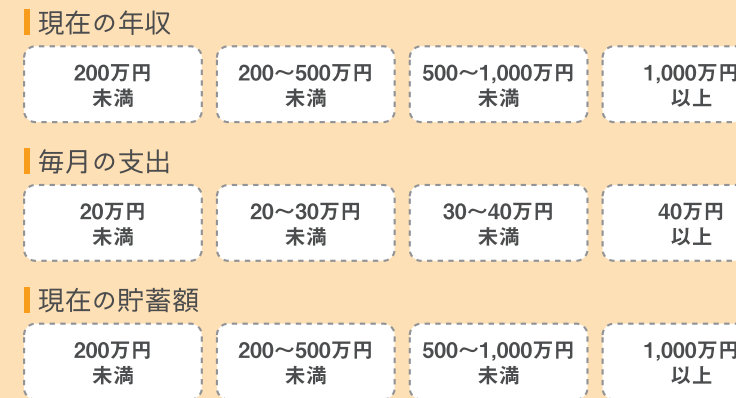 現在の年収
200万円 200〜500万円 500〜1,000万円 1,000万円
未満 未満 未満 以上
毎月の支出
20万円 20〜30万円 30〜40万円 40万円
未満 未満 未満 以上
現在の貯蓄額
200万円 200〜500万円 500〜1,000万円 1,000万円
未満 未満 未満 以上